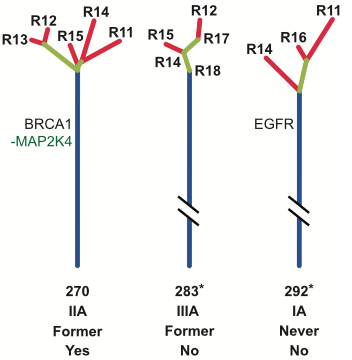 R12
R14
R13
R15
R11
BRCA1
-MAP2K4
270
IIA
Former
Yes
R12
R15
R17
R14
R18
283*
IIIA
Former
No
R11
R16
R14
EGFR
292*
IA
Never
No